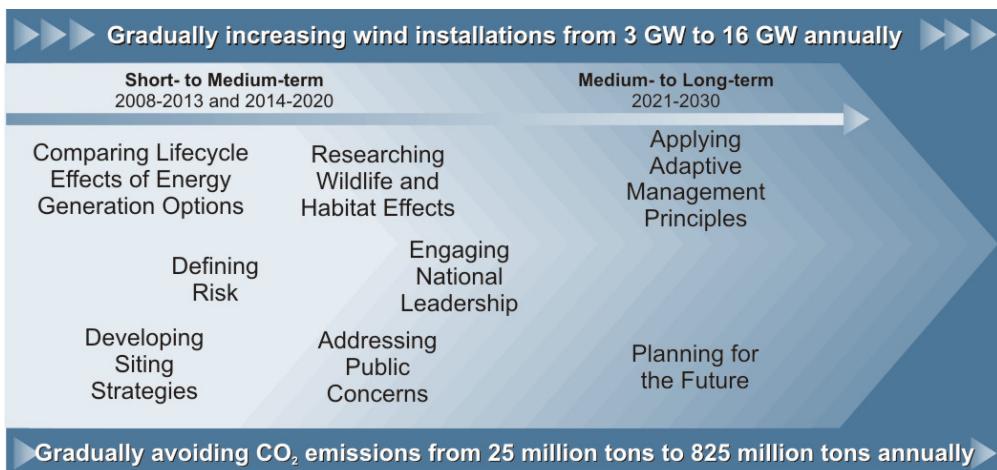 Gradually increasing wind installations from 3 GW to 16 GW annually
Short- to Medium-term
2008-2013 and 2014-2020
Medium- to Long-term
2021-2030
Comparing Lifecycle
Effects of Energy
Generation Options
Researching
Wildlife and
Habitat Effects
Applying
Adaptive
Management
Principles
Defining
Risk
Engaging
National
Leadership
Developing
Siting
Strategies
Addressing
Public
Concerns
Planning for
the Future
Gradually avoiding CO₂ emissions from 25 million tons to 825 million tons annually